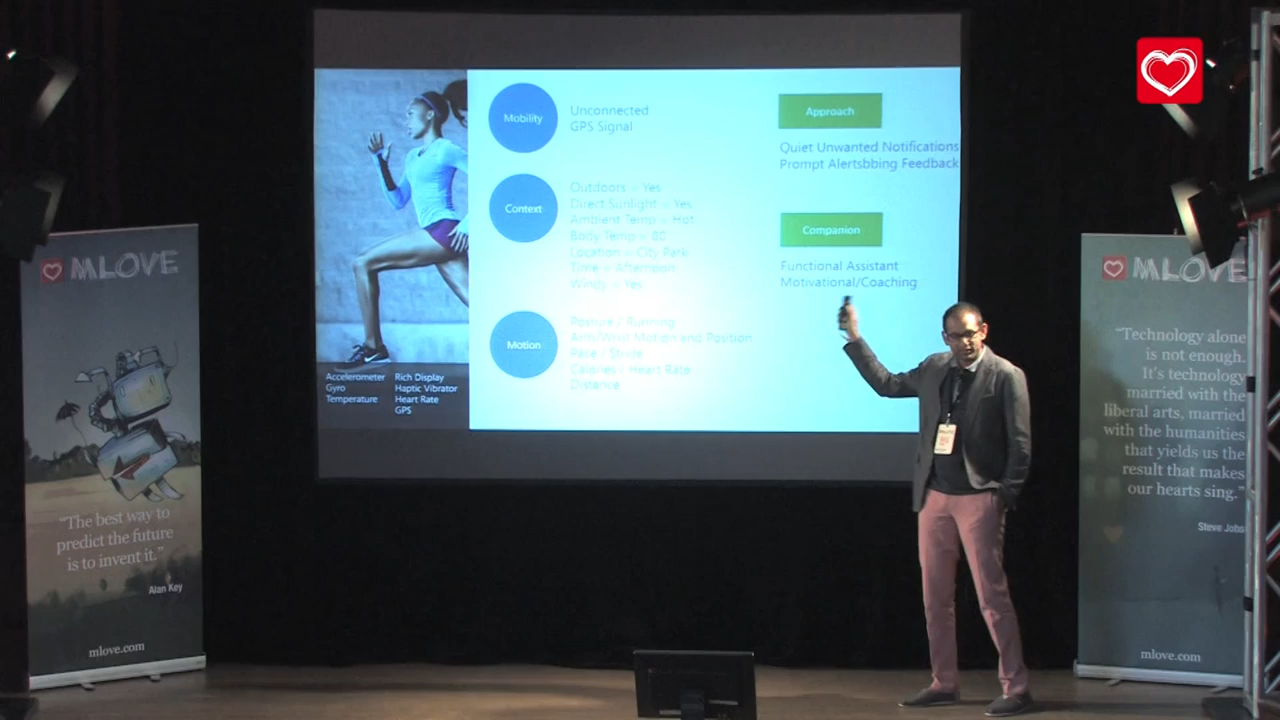 MLOVE
"The best way to
predict the future
is to invent it."
Alan Key
mlove.com
Accelerometer
Gyro
Temperature
Rich Display
Haptic Vibrator
Heart Rate
GPS
Mobility
Unconnected
GPS Signal
Context
Outdoors = Yes
Direct Sunlight = Yes
Ambient Temp = Hot
Body Temp = 80
Location = City Park
Time = Afternoon
Windy = Yes
Motion
Posture / Running
Arm/Wrist Motion and Position
Pace / Stride
Calories / Heart Rate
Distance
Approach
Quiet Unwanted Notifications
Prompt Alertsbbing Feedback
Companion
Functional Assistant
Motivational/Coaching
MLOVE
"Technology alone
is not enough.
It's technology
married with the
liberal arts, married
with the humanities
that yields us the
result that makes
our hearts sing."
Steve Jobs
mlove.com